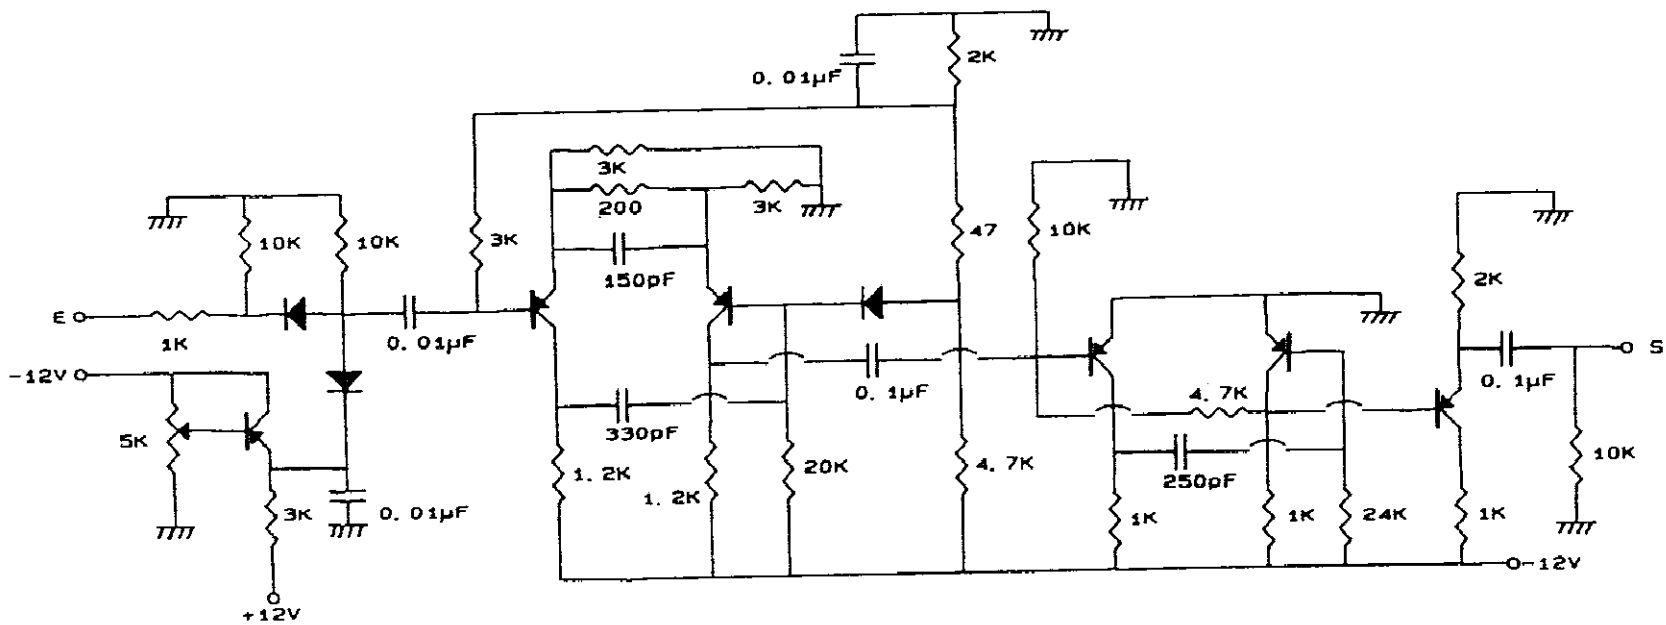 0.01µF
2K
3K
200
3K
10K
10K
3K
47
10K
2K
150pF
E
1K
0.01µF
S
-12V
0.1µF
0.1µF
4.7K
5K
330pF
1.2K
20K
4.7K
10K
3K
0.01µF
1.2K
250pF
1K
1K
24K
1K
-12V
+12V